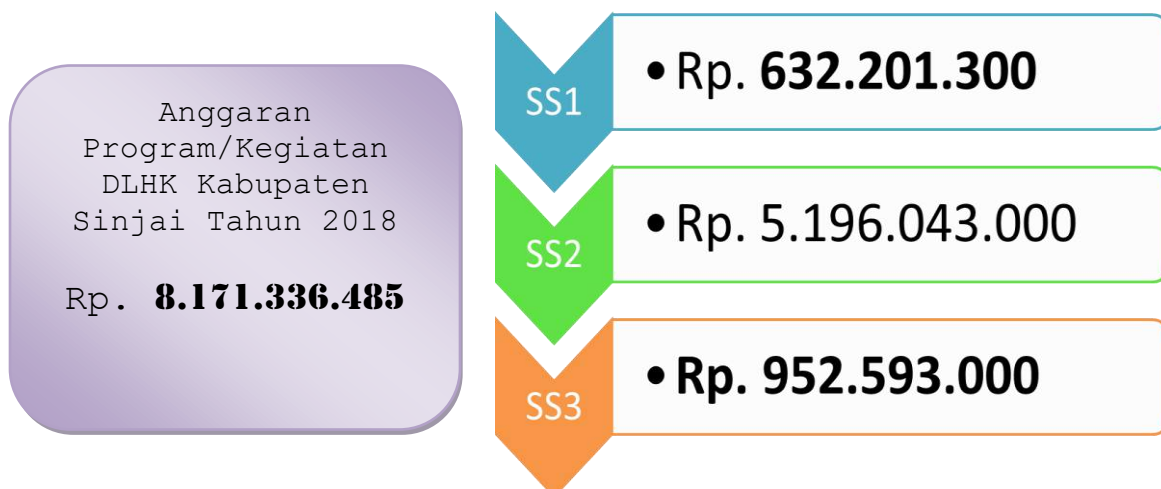 Anggaran
Program/Kegiatan
DLHK Kabupaten
Sinjai Tahun 2018
Rp. 8.171.336.485
SS1
• Rp. 632.201.300
SS2
• Rp. 5.196.043.000
SS3
• Rp. 952.593.000